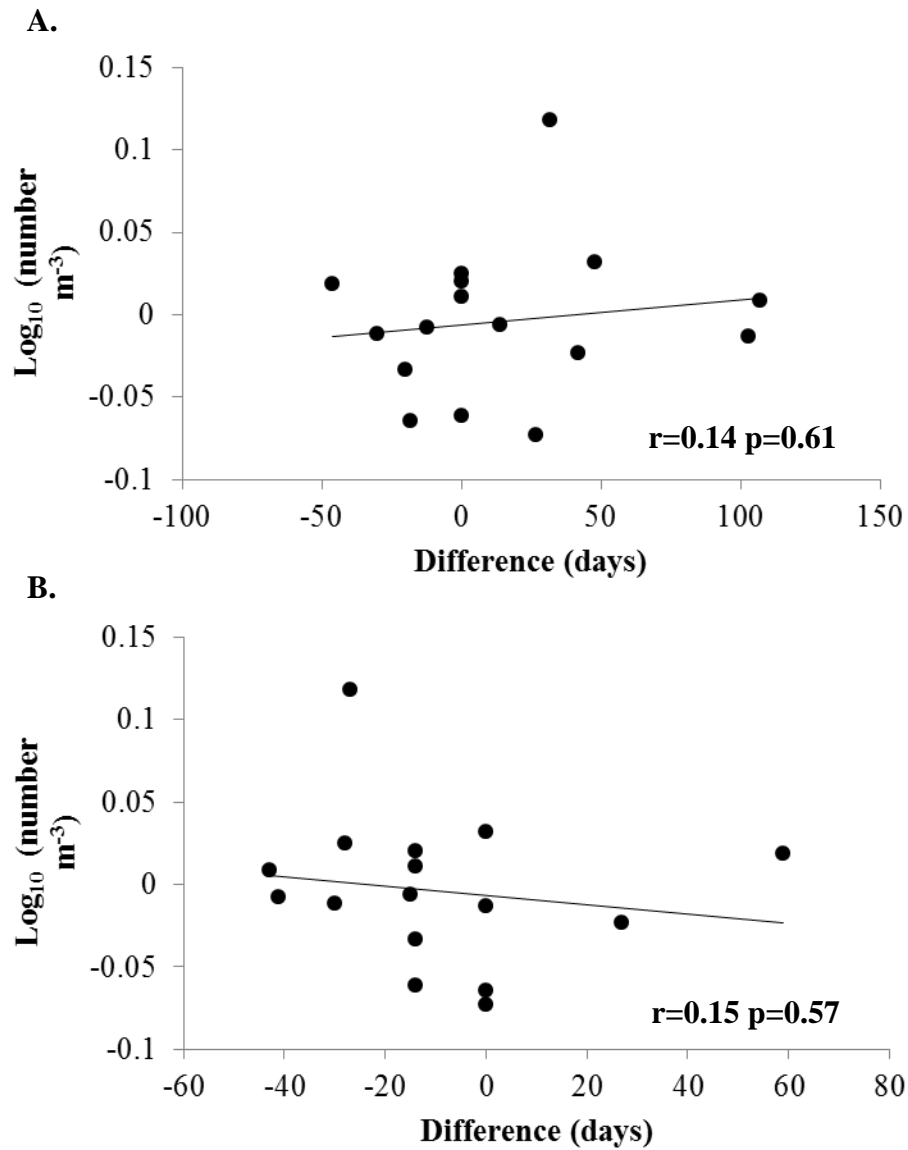 A.
0.15
0.1
0.05
0
-0.05
-0.1
Log₁₀ (number
m⁻³)
r=0.14 p=0.61
-100 -50 0 50 100 150
Difference (days)
B.
0.15
0.1
0.05
0
-0.05
-0.1
Log₁₀ (number
m⁻³)
r=0.15 p=0.57
-60 -40 -20 0 20 40 60 80
Difference (days)